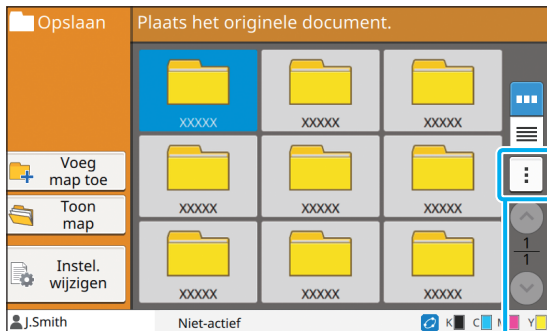 Opslaan
Plaats het originele document.
XXXXX XXXXX XXXXX
Voeg
map toe
XXXXX XXXXX XXXXX
Toon
map
1
1
Instel.
wijzigen
XXXXX XXXXX XXXXX
J.Smith
Niet-actief
K C M Y